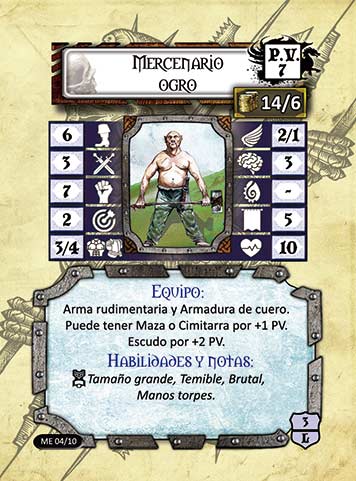 MERCENARIO
OGRO
P.V.
7
14/6
6
2/1
3
3
7
-
2
5
3/4
10
EQUIPO:
Arma rudimentaria y Armadura de cuero.
Puede tener Maza o Cimitarra por +1 PV.
Escudo por +2 PV.
HABILIDADES Y NOTAS:
Tamaño grande, Temible, Brutal,
Manos torpes.
ME 04/10
3
L